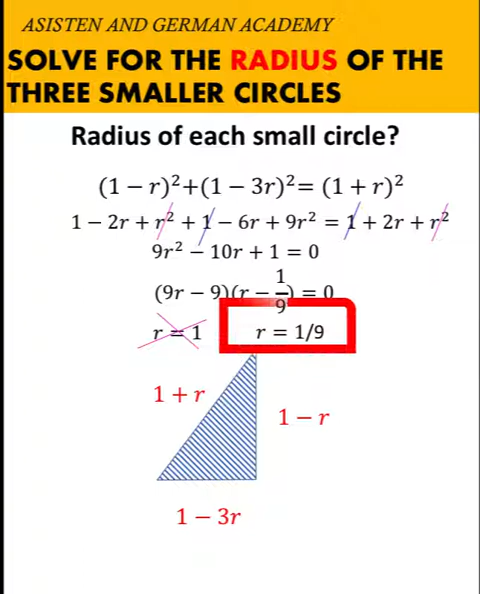 ASISTEN AND GERMAN ACADEMY
SOLVE FOR THE RADIUS OF THE
THREE SMALLER CIRCLES
Radius of each small circle?
(1 − r)²+(1 − 3r)²= (1 + r)²
1 − 2r + r² + 1 − 6r + 9r² = 1 + 2r + r²
9r² − 10r + 1 = 0
(9r − 9)(r − 1/9) = 0
r = 1 r = 1/9
1 + r
1 − r
1 − 3r